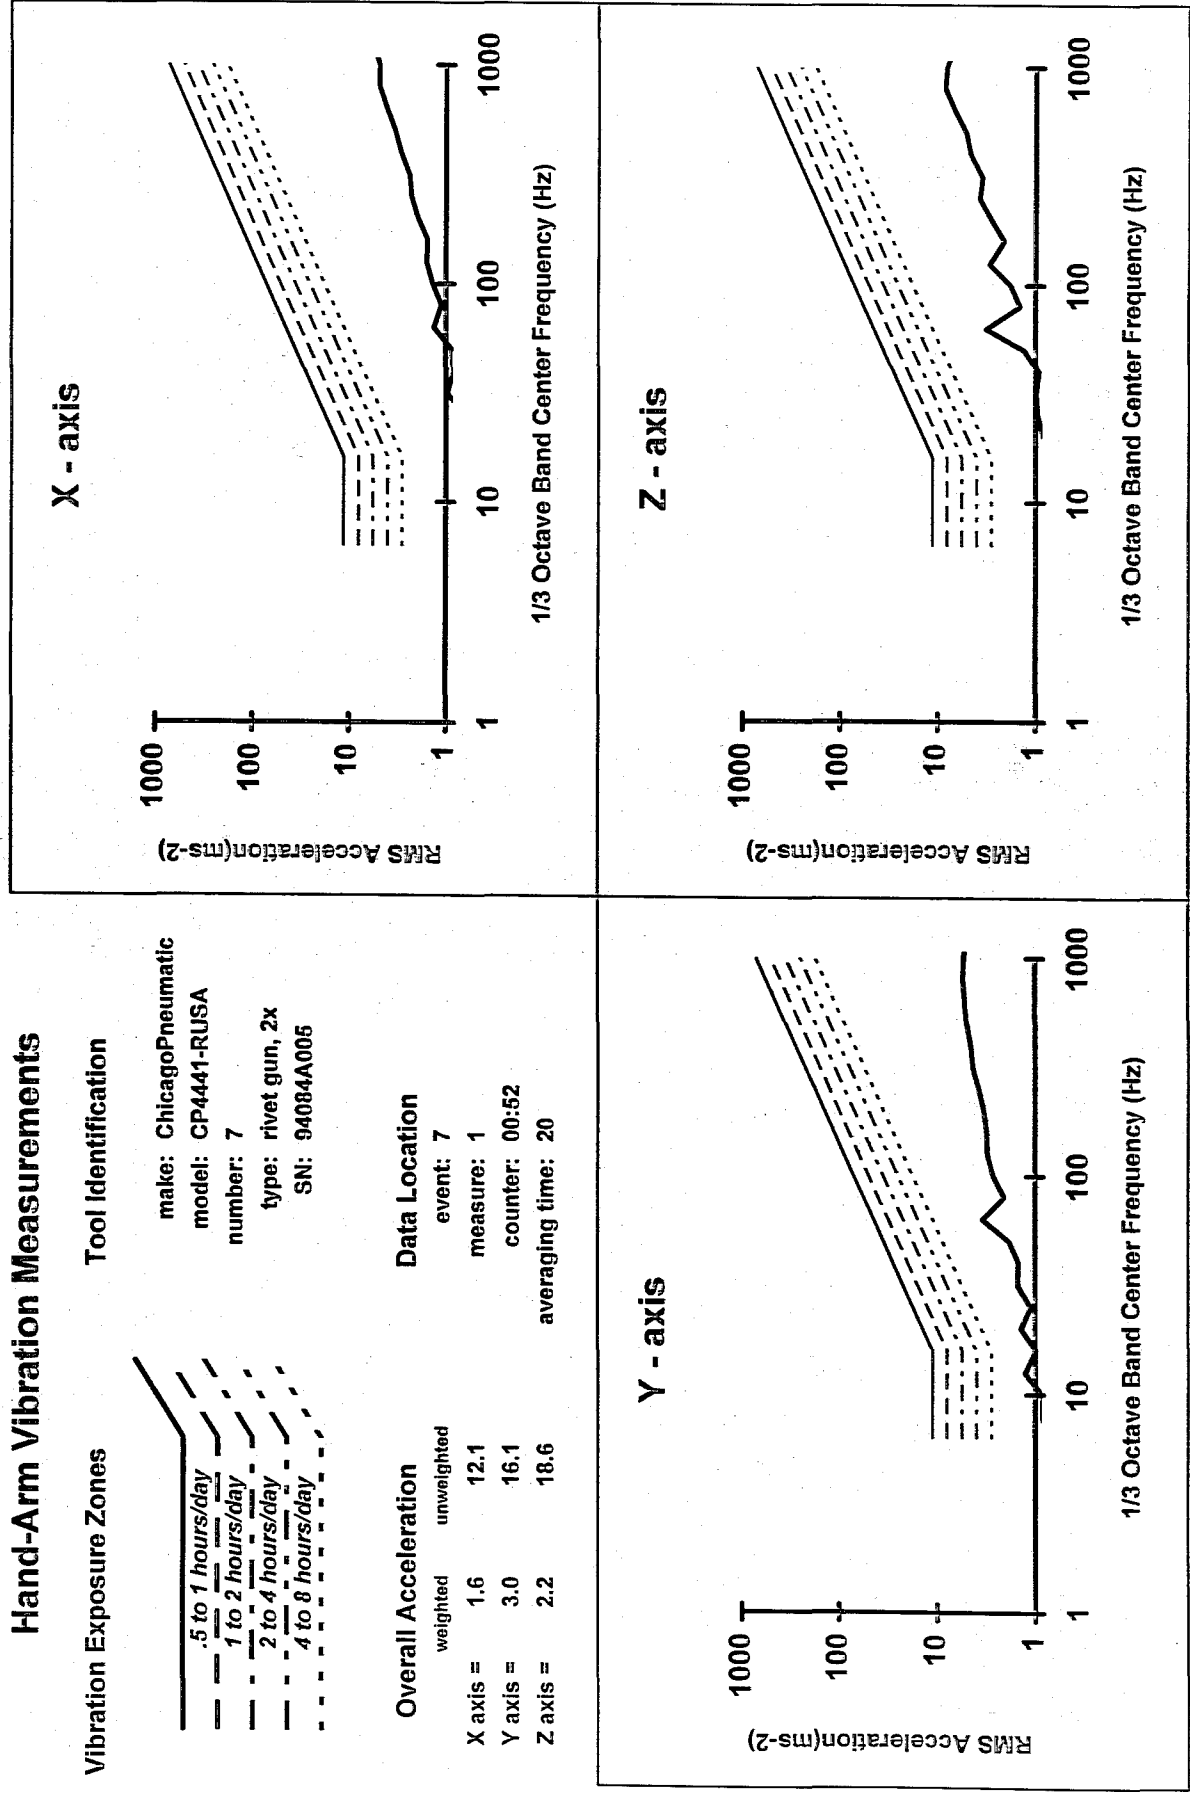 Hand-Arm Vibration Measurements
Vibration Exposure Zones
.5 to 1 hours/day
1 to 2 hours/day
2 to 4 hours/day
4 to 8 hours/day
Tool Identification
make: ChicagoPneumatic
model: CP4441-RUSA
number: 7
type: rivet gun, 2x
SN: 94084A005
Overall Acceleration
weighted unweighted
X axis = 1.6 12.1
Y axis = 3.0 16.1
Z axis = 2.2 18.6
Data Location
event: 7
measure: 1
counter: 00:52
averaging time: 20
X - axis
RMS Acceleration(ms-2)
1000
100
10
1
1 10 100 1000
1/3 Octave Band Center Frequency (Hz)
Y - axis
RMS Acceleration(ms-2)
1000
100
10
1
1 10 100 1000
1/3 Octave Band Center Frequency (Hz)
Z - axis
RMS Acceleration(ms-2)
1000
100
10
1
1 10 100 1000
1/3 Octave Band Center Frequency (Hz)